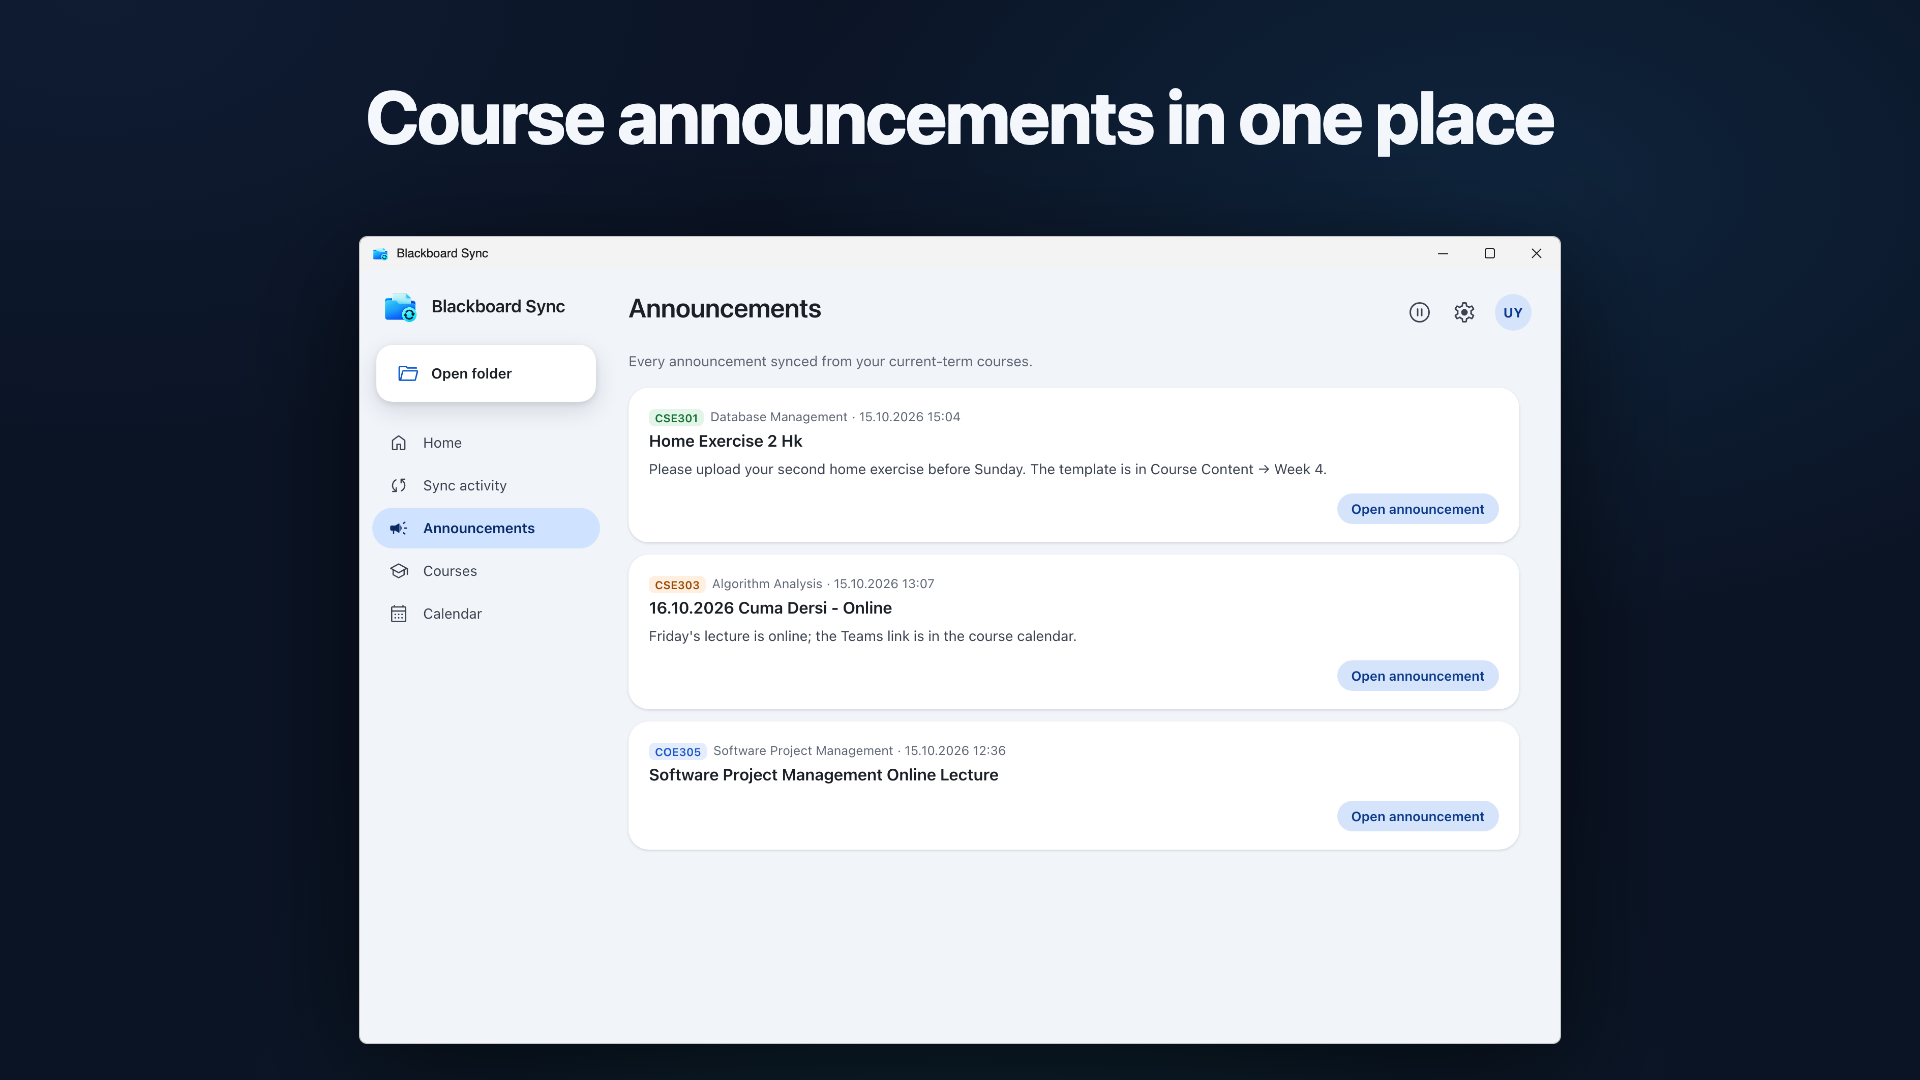 Course announcements in one place
Blackboard Sync
Blackboard Sync
Open folder
Home
Sync activity
Announcements
Courses
Calendar
Announcements
UY
Every announcement synced from your current-term courses.
CSE301 Database Management · 15.10.2026 15:04
Home Exercise 2 Hk
Please upload your second home exercise before Sunday. The template is in Course Content → Week 4.
Open announcement
CSE303 Algorithm Analysis · 15.10.2026 13:07
16.10.2026 Cuma Dersi - Online
Friday's lecture is online; the Teams link is in the course calendar.
Open announcement
COE305 Software Project Management · 15.10.2026 12:36
Software Project Management Online Lecture
Open announcement